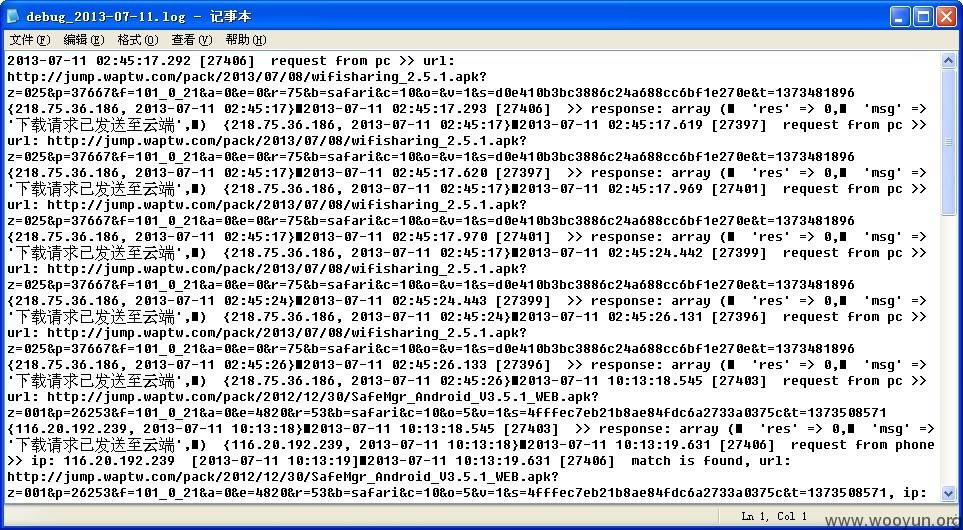 debug_2013-07-11.log - 记事本
文件(F) 编辑(E) 格式(O) 查看(V) 帮助(H)
2013-07-11 02:45:17.292 [27406]  request from pc >> url:
http://jump.waptw.com/pack/2013/07/08/wifisharing_2.5.1.apk?
z=025&p=37667&f=101_0_21&a=0&e=0&r=75&b=safari&c=10&o=&v=1&s=d0e410b3bc3886c24a688cc6bf1e270e&t=1373481896
{218.75.36.186, 2013-07-11 02:45:17}■2013-07-11 02:45:17.293 [27406]  >> response: array (■  'res' => 0,■  'msg' =>
'下载请求已发送至云端',■)  {218.75.36.186, 2013-07-11 02:45:17}■2013-07-11 02:45:17.619 [27397]  request from pc >>
url: http://jump.waptw.com/pack/2013/07/08/wifisharing_2.5.1.apk?
z=025&p=37667&f=101_0_21&a=0&e=0&r=75&b=safari&c=10&o=&v=1&s=d0e410b3bc3886c24a688cc6bf1e270e&t=1373481896
{218.75.36.186, 2013-07-11 02:45:17}■2013-07-11 02:45:17.620 [27397]  >> response: array (■  'res' => 0,■  'msg' =>
'下载请求已发送至云端',■)  {218.75.36.186, 2013-07-11 02:45:17}■2013-07-11 02:45:17.969 [27401]  request from pc >>
url: http://jump.waptw.com/pack/2013/07/08/wifisharing_2.5.1.apk?
z=025&p=37667&f=101_0_21&a=0&e=0&r=75&b=safari&c=10&o=&v=1&s=d0e410b3bc3886c24a688cc6bf1e270e&t=1373481896
{218.75.36.186, 2013-07-11 02:45:17}■2013-07-11 02:45:17.970 [27401]  >> response: array (■  'res' => 0,■  'msg' =>
'下载请求已发送至云端',■)  {218.75.36.186, 2013-07-11 02:45:17}■2013-07-11 02:45:24.442 [27399]  request from pc >>
url: http://jump.waptw.com/pack/2013/07/08/wifisharing_2.5.1.apk?
z=025&p=37667&f=101_0_21&a=0&e=0&r=75&b=safari&c=10&o=&v=1&s=d0e410b3bc3886c24a688cc6bf1e270e&t=1373481896
{218.75.36.186, 2013-07-11 02:45:24}■2013-07-11 02:45:24.443 [27399]  >> response: array (■  'res' => 0,■  'msg' =>
'下载请求已发送至云端',■)  {218.75.36.186, 2013-07-11 02:45:24}■2013-07-11 02:45:26.131 [27396]  request from pc >>
url: http://jump.waptw.com/pack/2013/07/08/wifisharing_2.5.1.apk?
z=025&p=37667&f=101_0_21&a=0&e=0&r=75&b=safari&c=10&o=&v=1&s=d0e410b3bc3886c24a688cc6bf1e270e&t=1373481896
{218.75.36.186, 2013-07-11 02:45:26}■2013-07-11 02:45:26.133 [27396]  >> response: array (■  'res' => 0,■  'msg' =>
'下载请求已发送至云端',■)  {218.75.36.186, 2013-07-11 02:45:26}■2013-07-11 10:13:18.545 [27403]  request from pc >>
url: http://jump.waptw.com/pack/2012/12/30/SafeMgr_Android_V3.5.1_WEB.apk?
z=001&p=26253&f=101_0_21&a=0&e=4820&r=53&b=safari&c=10&o=5&v=1&s=4fffec7eb21b8ae84fdc6a2733a0375c&t=1373508571
{116.20.192.239, 2013-07-11 10:13:18}■2013-07-11 10:13:18.545 [27403]  >> response: array (■  'res' => 0,■  'msg' =>
'下载请求已发送至云端',■)  {116.20.192.239, 2013-07-11 10:13:18}■2013-07-11 10:13:19.631 [27406]  request from phone
>> ip: 116.20.192.239  [2013-07-11 10:13:19]■2013-07-11 10:13:19.631 [27406]  match is found, url:
http://jump.waptw.com/pack/2012/12/30/SafeMgr_Android_V3.5.1_WEB.apk?
z=001&p=26253&f=101_0_21&a=0&e=4820&r=53&b=safari&c=10&o=5&v=1&s=4fffec7eb21b8ae84fdc6a2733a0375c&t=1373508571, ip:
Ln 1, Col 1
www.wooyun.org